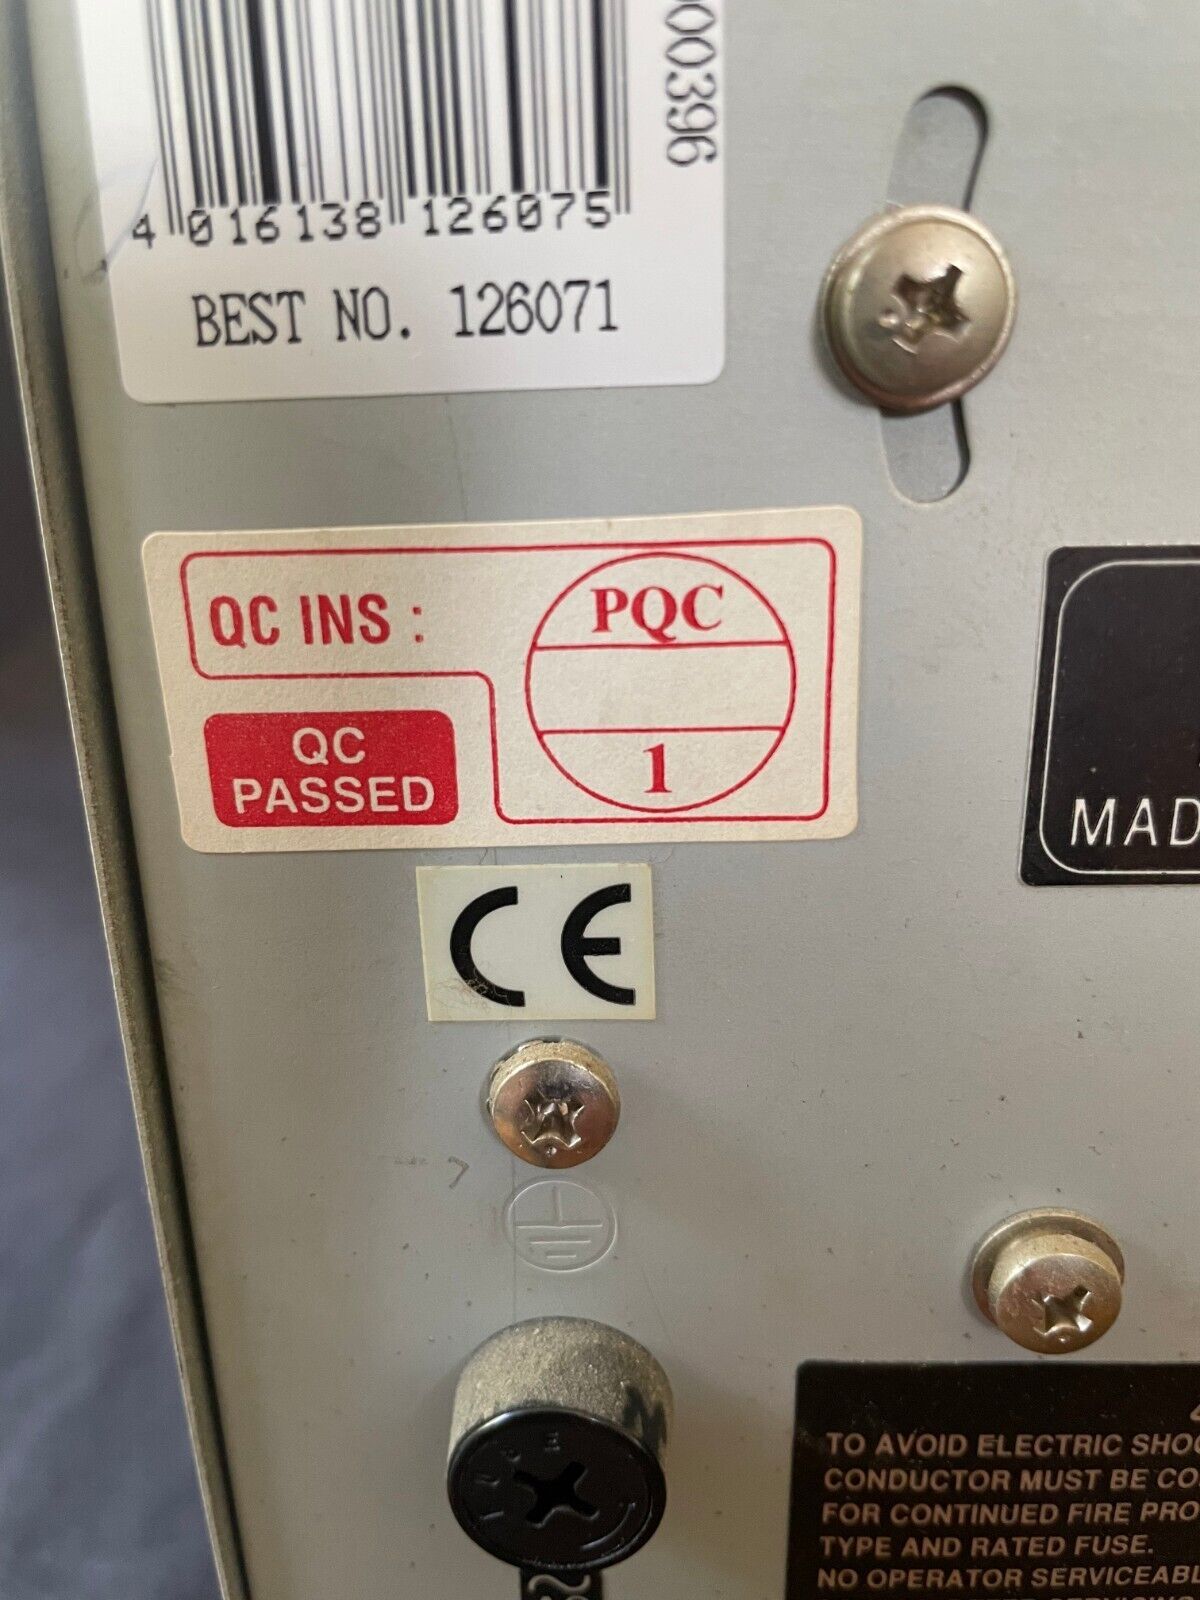 000396
4 016138 126075
BEST NO. 126071
QC INS :
PQC
1
QC
PASSED
CE
MAD
TO AVOID ELECTRIC SHOC
CONDUCTOR MUST BE CO
FOR CONTINUED FIRE PRO
TYPE AND RATED FUSE.
NO OPERATOR SERVICEABL